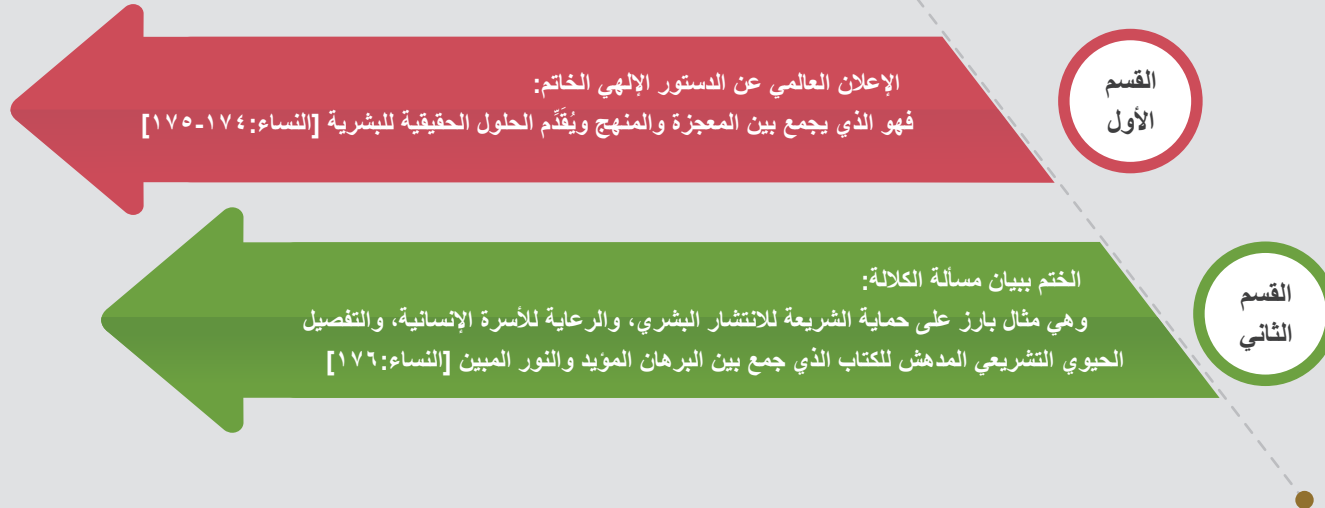 القسم
الأول
الإعلان العالمي عن الدستور الإلهي الخاتم:
فهو الذي يجمع بين المعجزة والمنهج ويُقَدِّم الحلول الحقيقية للبشرية [النساء:١٧٤-١٧٥]
القسم
الثاني
الختم ببيان مسألة الكلالة:
وهي مثال بارز على حماية الشريعة للانتشار البشري، والرعاية للأسرة الإنسانية، والتفصيل
الحيوي التشريعي المدهش للكتاب الذي جمع بين البرهان المؤيد والنور المبين [النساء:١٧٦]